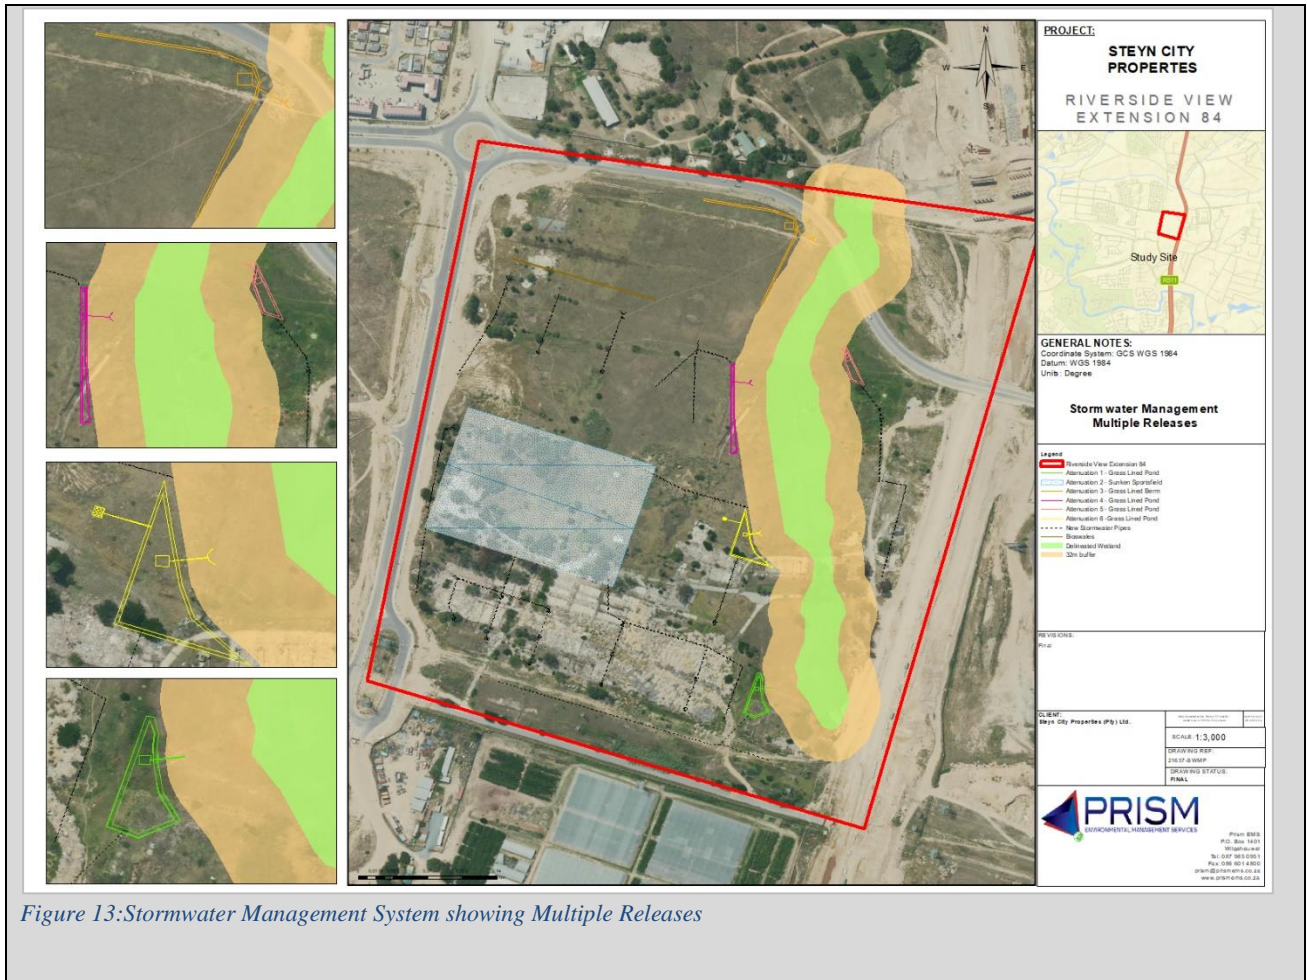 PROJECT:
STEYN CITY
PROPERTES
RIVERSIDE VIEW
EXTENSION 84
N
W
E
S
Study Site
R511
GENERAL NOTES:
Coordinate System: GCS WGS 1984
Datum: WGS 1984
Units: Degree
Storm water Management
Multiple Releases
Legend
Riverside View Extension 84
Attenuation 1 - Grass Lined Pond
Attenuation 2 - Sunken Sportsfield
Attenuation 3 - Grass Lined Berm
Attenuation 4 - Grass Lined Pond
Attenuation 5 - Grass Lined Pond
Attenuation 6 - Grass Lined Pond
New Stormwater Pipes
Bioswales
Delineated Wetland
32m buffer
REVISIONS:
Final
CLIENT:
Steyn City Properties (Pty) Ltd.
SCALE: 1:3,000
DRAWING REF:
DRAWING STATUS:
FINAL
PRISM
ENVIRONMENTAL MANAGEMENT SERVICES
Prism EMS
P.O. Box 1401
Wilgeheuwel
Tel: 087 985 0951
Fax: 086 601 4800
prism@prismems.co.za
www.prismems.co.za
Figure 13:Stormwater Management System showing Multiple Releases